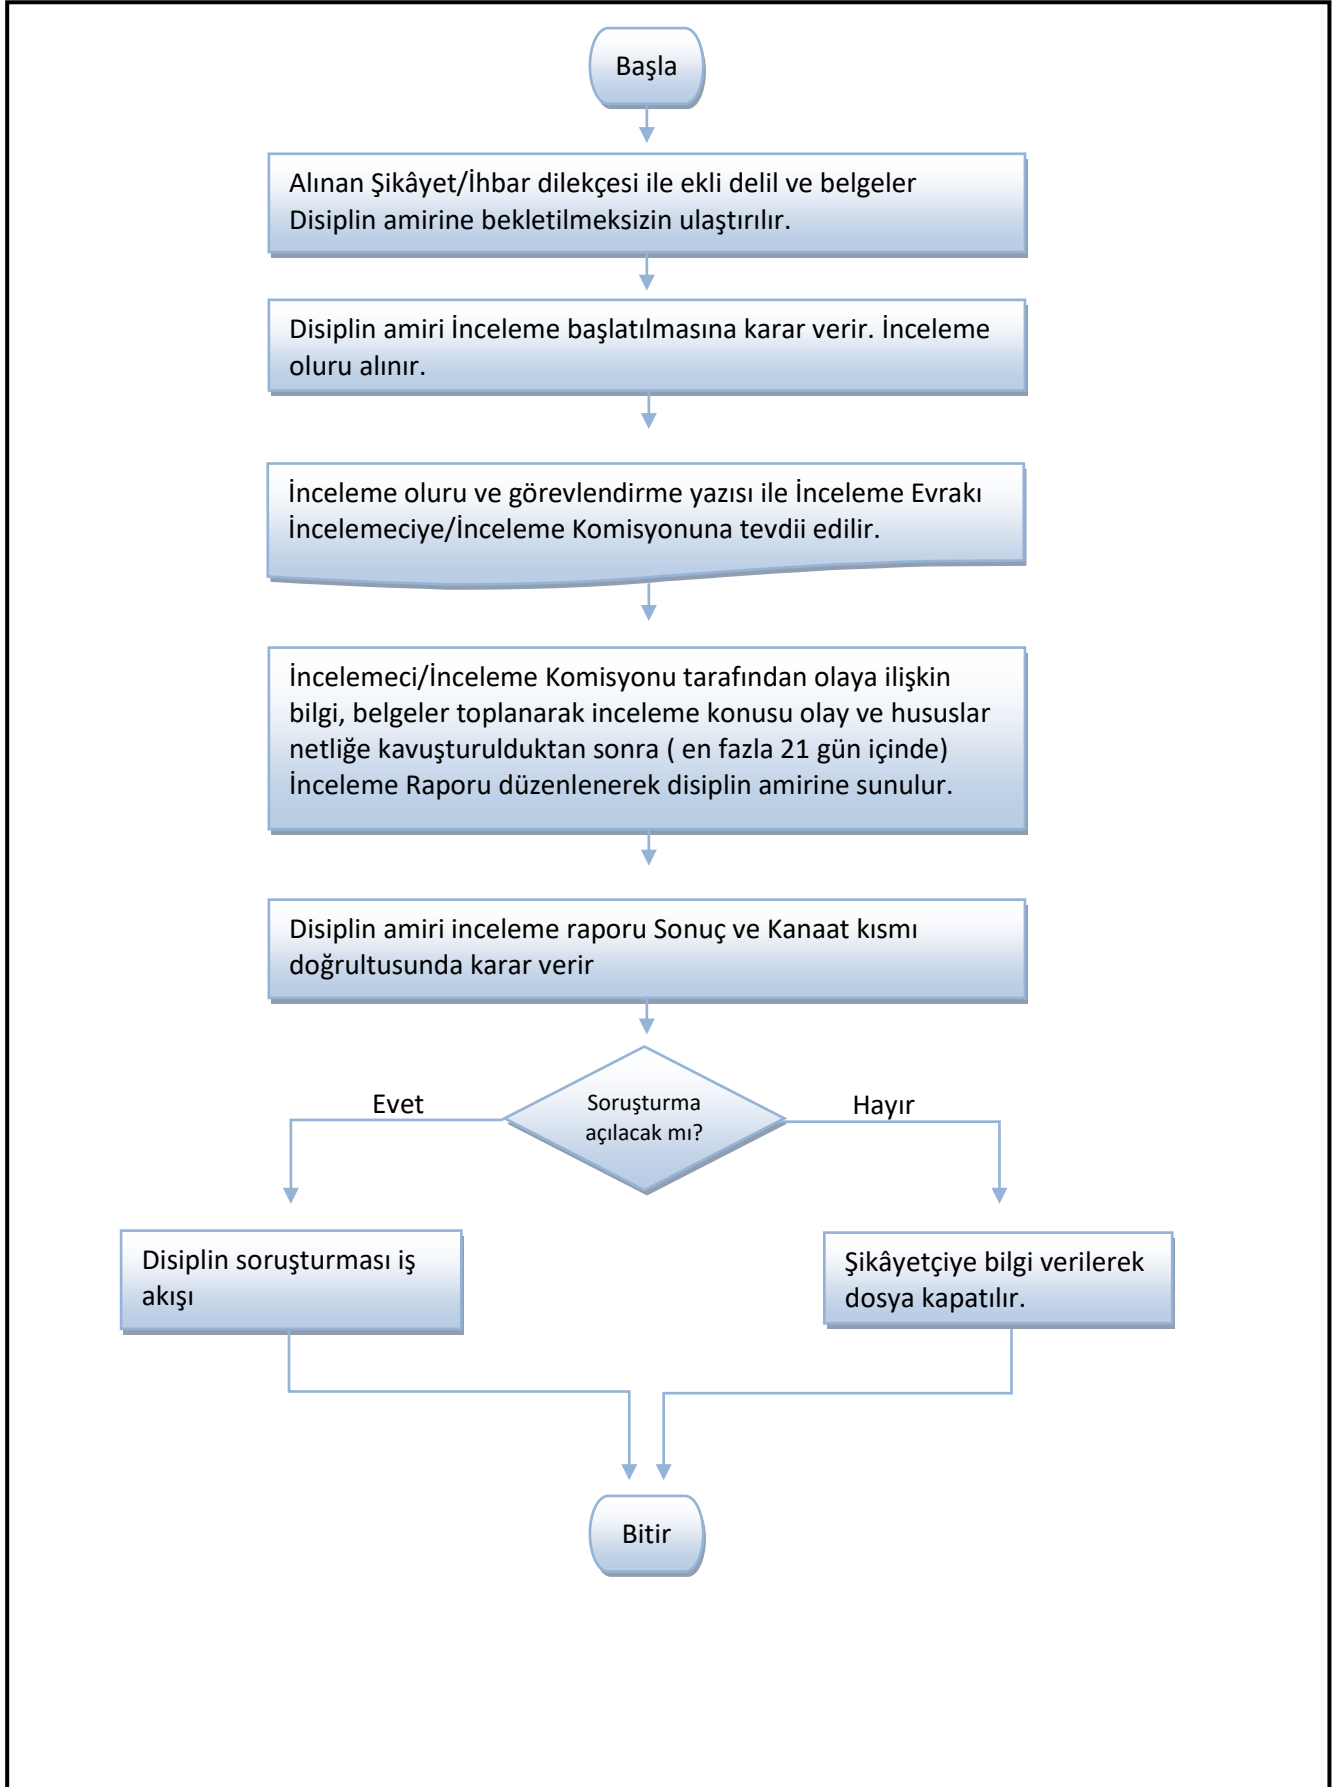 Başla
Alınan Şikâyet/İhbar dilekçesi ile ekli delil ve belgeler
Disiplin amirine bekletilmeksizin ulaştırılır.
Disiplin amiri İnceleme başlatılmasına karar verir. İnceleme
oluru alınır.
İnceleme oluru ve görevlendirme yazısı ile İnceleme Evrakı
İncelemeciye/İnceleme Komisyonuna tevdii edilir.
İncelemeci/İnceleme Komisyonu tarafından olaya ilişkin
bilgi, belgeler toplanarak inceleme konusu olay ve hususlar
netliğe kavuşturulduktan sonra ( en fazla 21 gün içinde)
İnceleme Raporu düzenlenerek disiplin amirine sunulur.
Disiplin amiri inceleme raporu Sonuç ve Kanaat kısmı
doğrultusunda karar verir
Evet
Soruşturma
açılacak mı?
Hayır
Disiplin soruşturması iş
akışı
Şikâyetçiye bilgi verilerek
dosya kapatılır.
Bitir